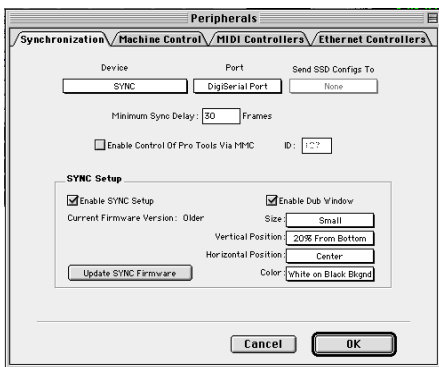 Peripherals
Synchronization Machine Control MIDI Controllers Ethernet Controllers
Device Port Send SSD Configs To
SYNC DigiSerial Port None
Minimum Sync Delay: 30 Frames
Enable Control Of Pro Tools Via MMC ID: 127
SYNC Setup
Enable SYNC Setup Enable Dub Window
Current Firmware Version: Older Size: Small
Vertical Position: 20% From Bottom
Horizontal Position: Center
Update SYNC Firmware Color: White on Black Bkgnd
Cancel OK